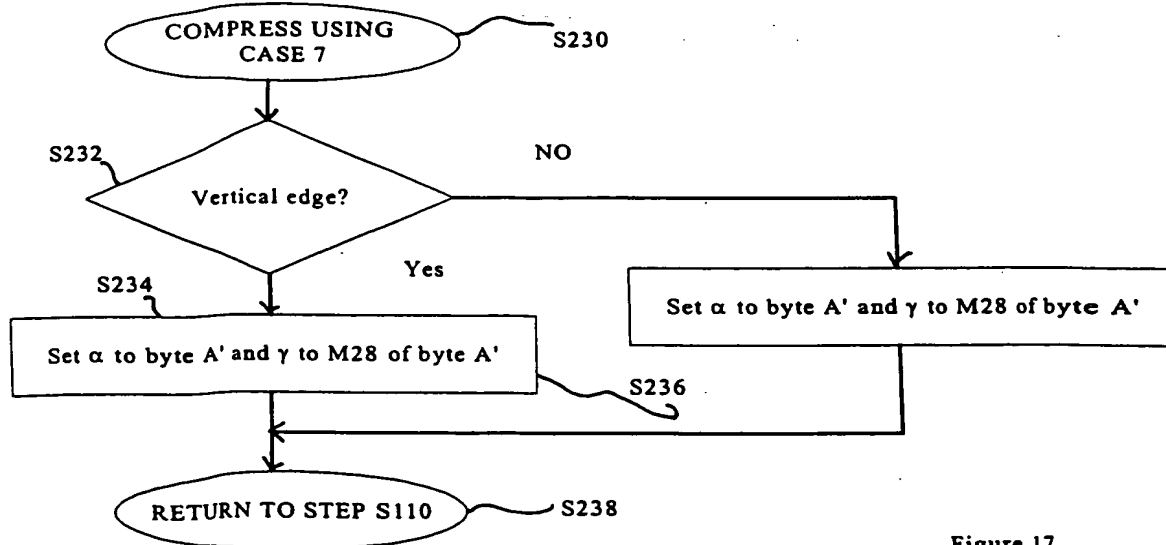 COMPRESS USING
CASE 7
S230
S232
NO
Vertical edge?
Yes
S234
Set α to byte A' and γ to M28 of byte A'
Set α to byte A' and γ to M28 of byte A'
S236
RETURN TO STEP S110
S238
Figure 17